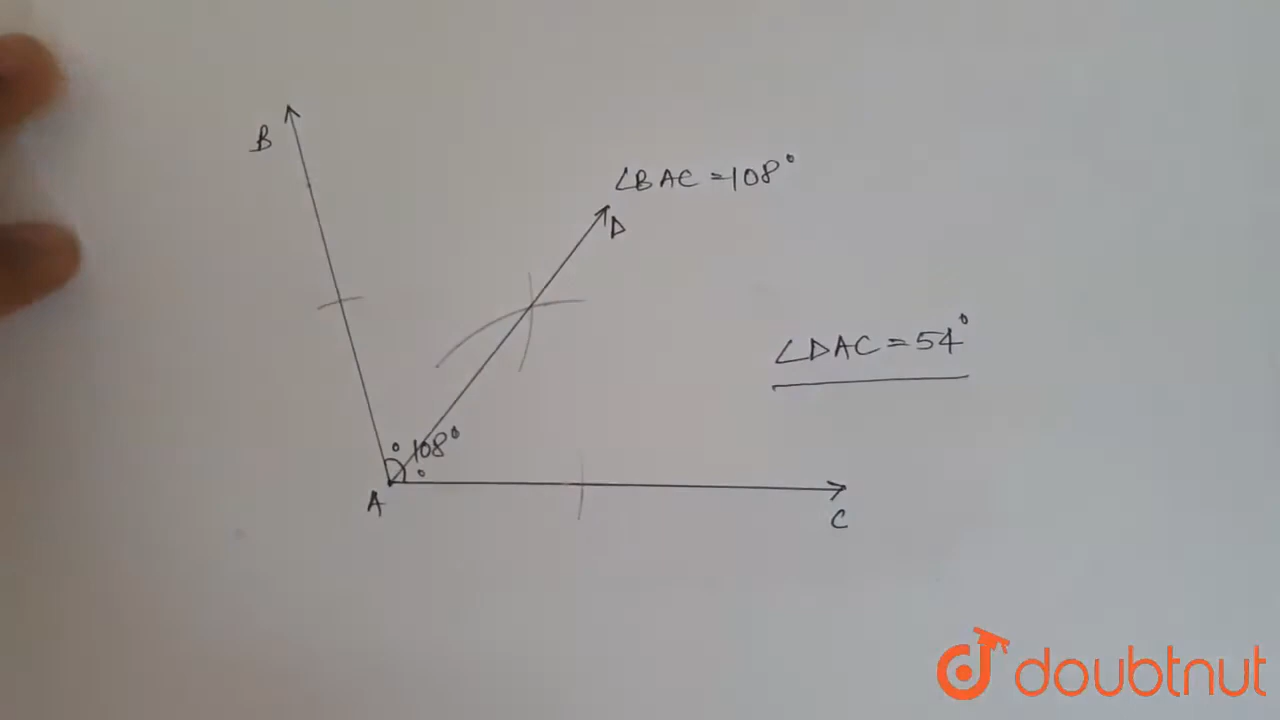 B
∠BAC = 108°
D
∠DAC = 54°
108°
A
C
doubtnut